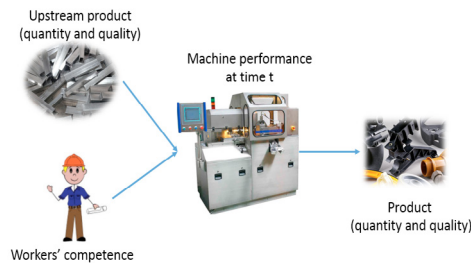 Upstream product
(quantity and quality)
Machine performance
at time t
Workers' competence
Product
(quantity and quality)